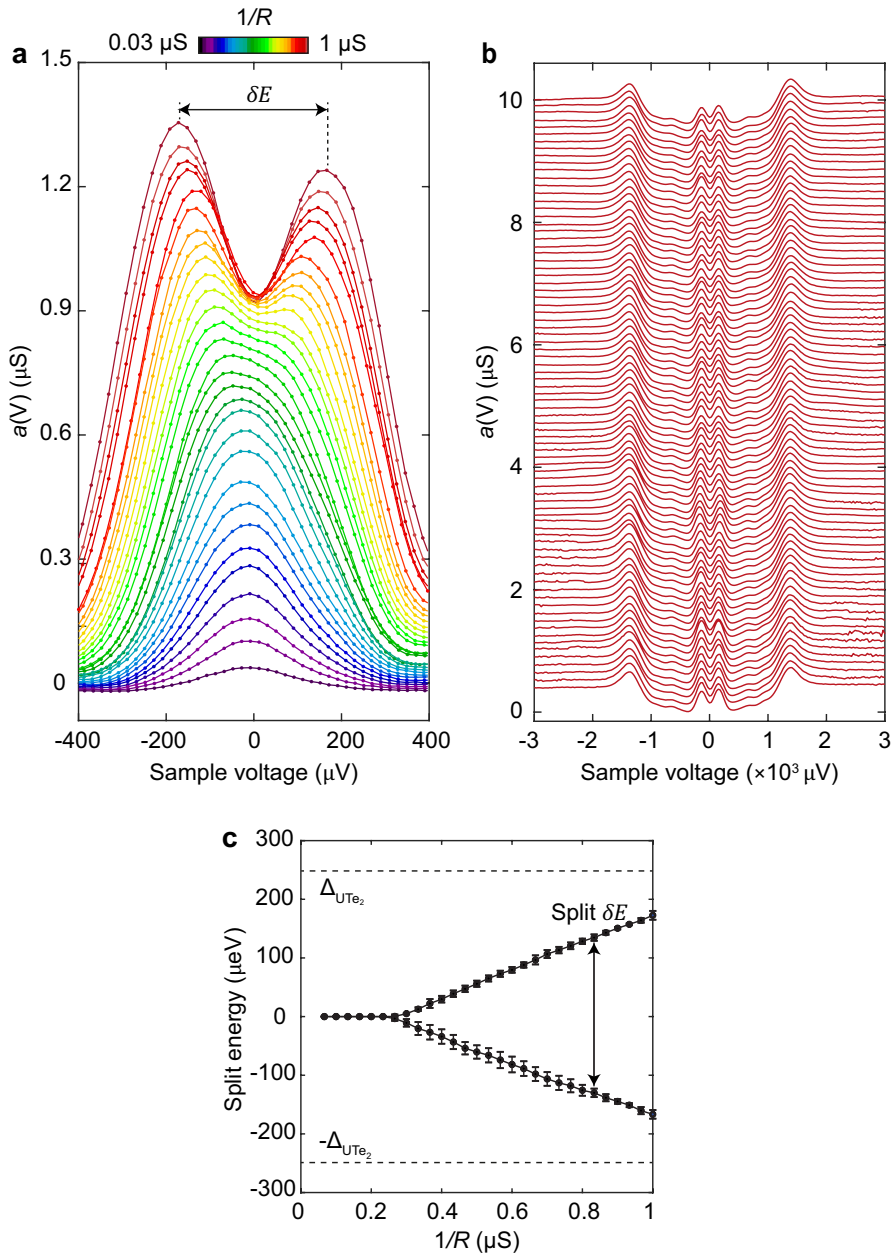 1/R
0.03 μS 1 μS
a
1.5
1.2
0.9
0.6
0.3
0
a(V) (μS)
δE
-400 -200 0 200 400
Sample voltage (μV)
b
10
8
6
4
2
0
a(V) (μS)
-3 -2 -1 0 1 2 3
Sample voltage (×10³ μV)
c
300
200
100
0
-100
-200
-300
Split energy (μeV)
Δ_UTe₂
Split δE
-Δ_UTe₂
0 0.2 0.4 0.6 0.8 1
1/R (μS)